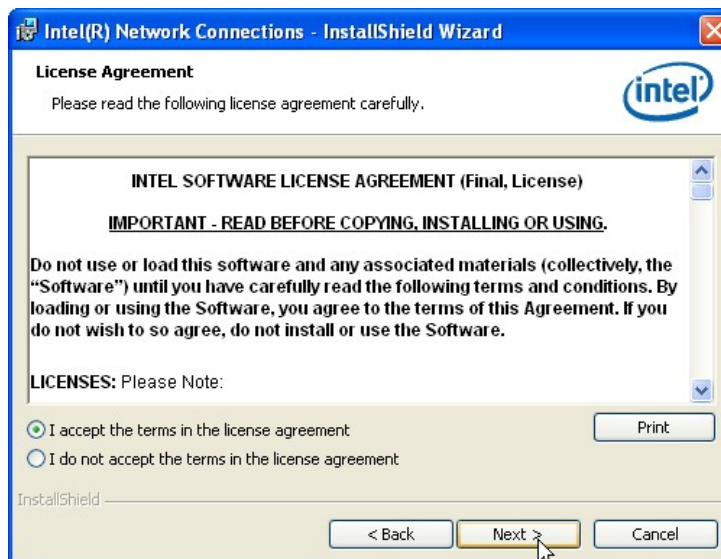 Intel(R) Network Connections - InstallShield Wizard
License Agreement
Please read the following license agreement carefully.
intel
INTEL SOFTWARE LICENSE AGREEMENT (Final, License)
IMPORTANT - READ BEFORE COPYING, INSTALLING OR USING.
Do not use or load this software and any associated materials (collectively, the
“Software”) until you have carefully read the following terms and conditions. By
loading or using the Software, you agree to the terms of this Agreement. If you
do not wish to so agree, do not install or use the Software.
LICENSES: Please Note:
I accept the terms in the license agreement
Print
I do not accept the terms in the license agreement
InstallShield
< Back
Next >
Cancel